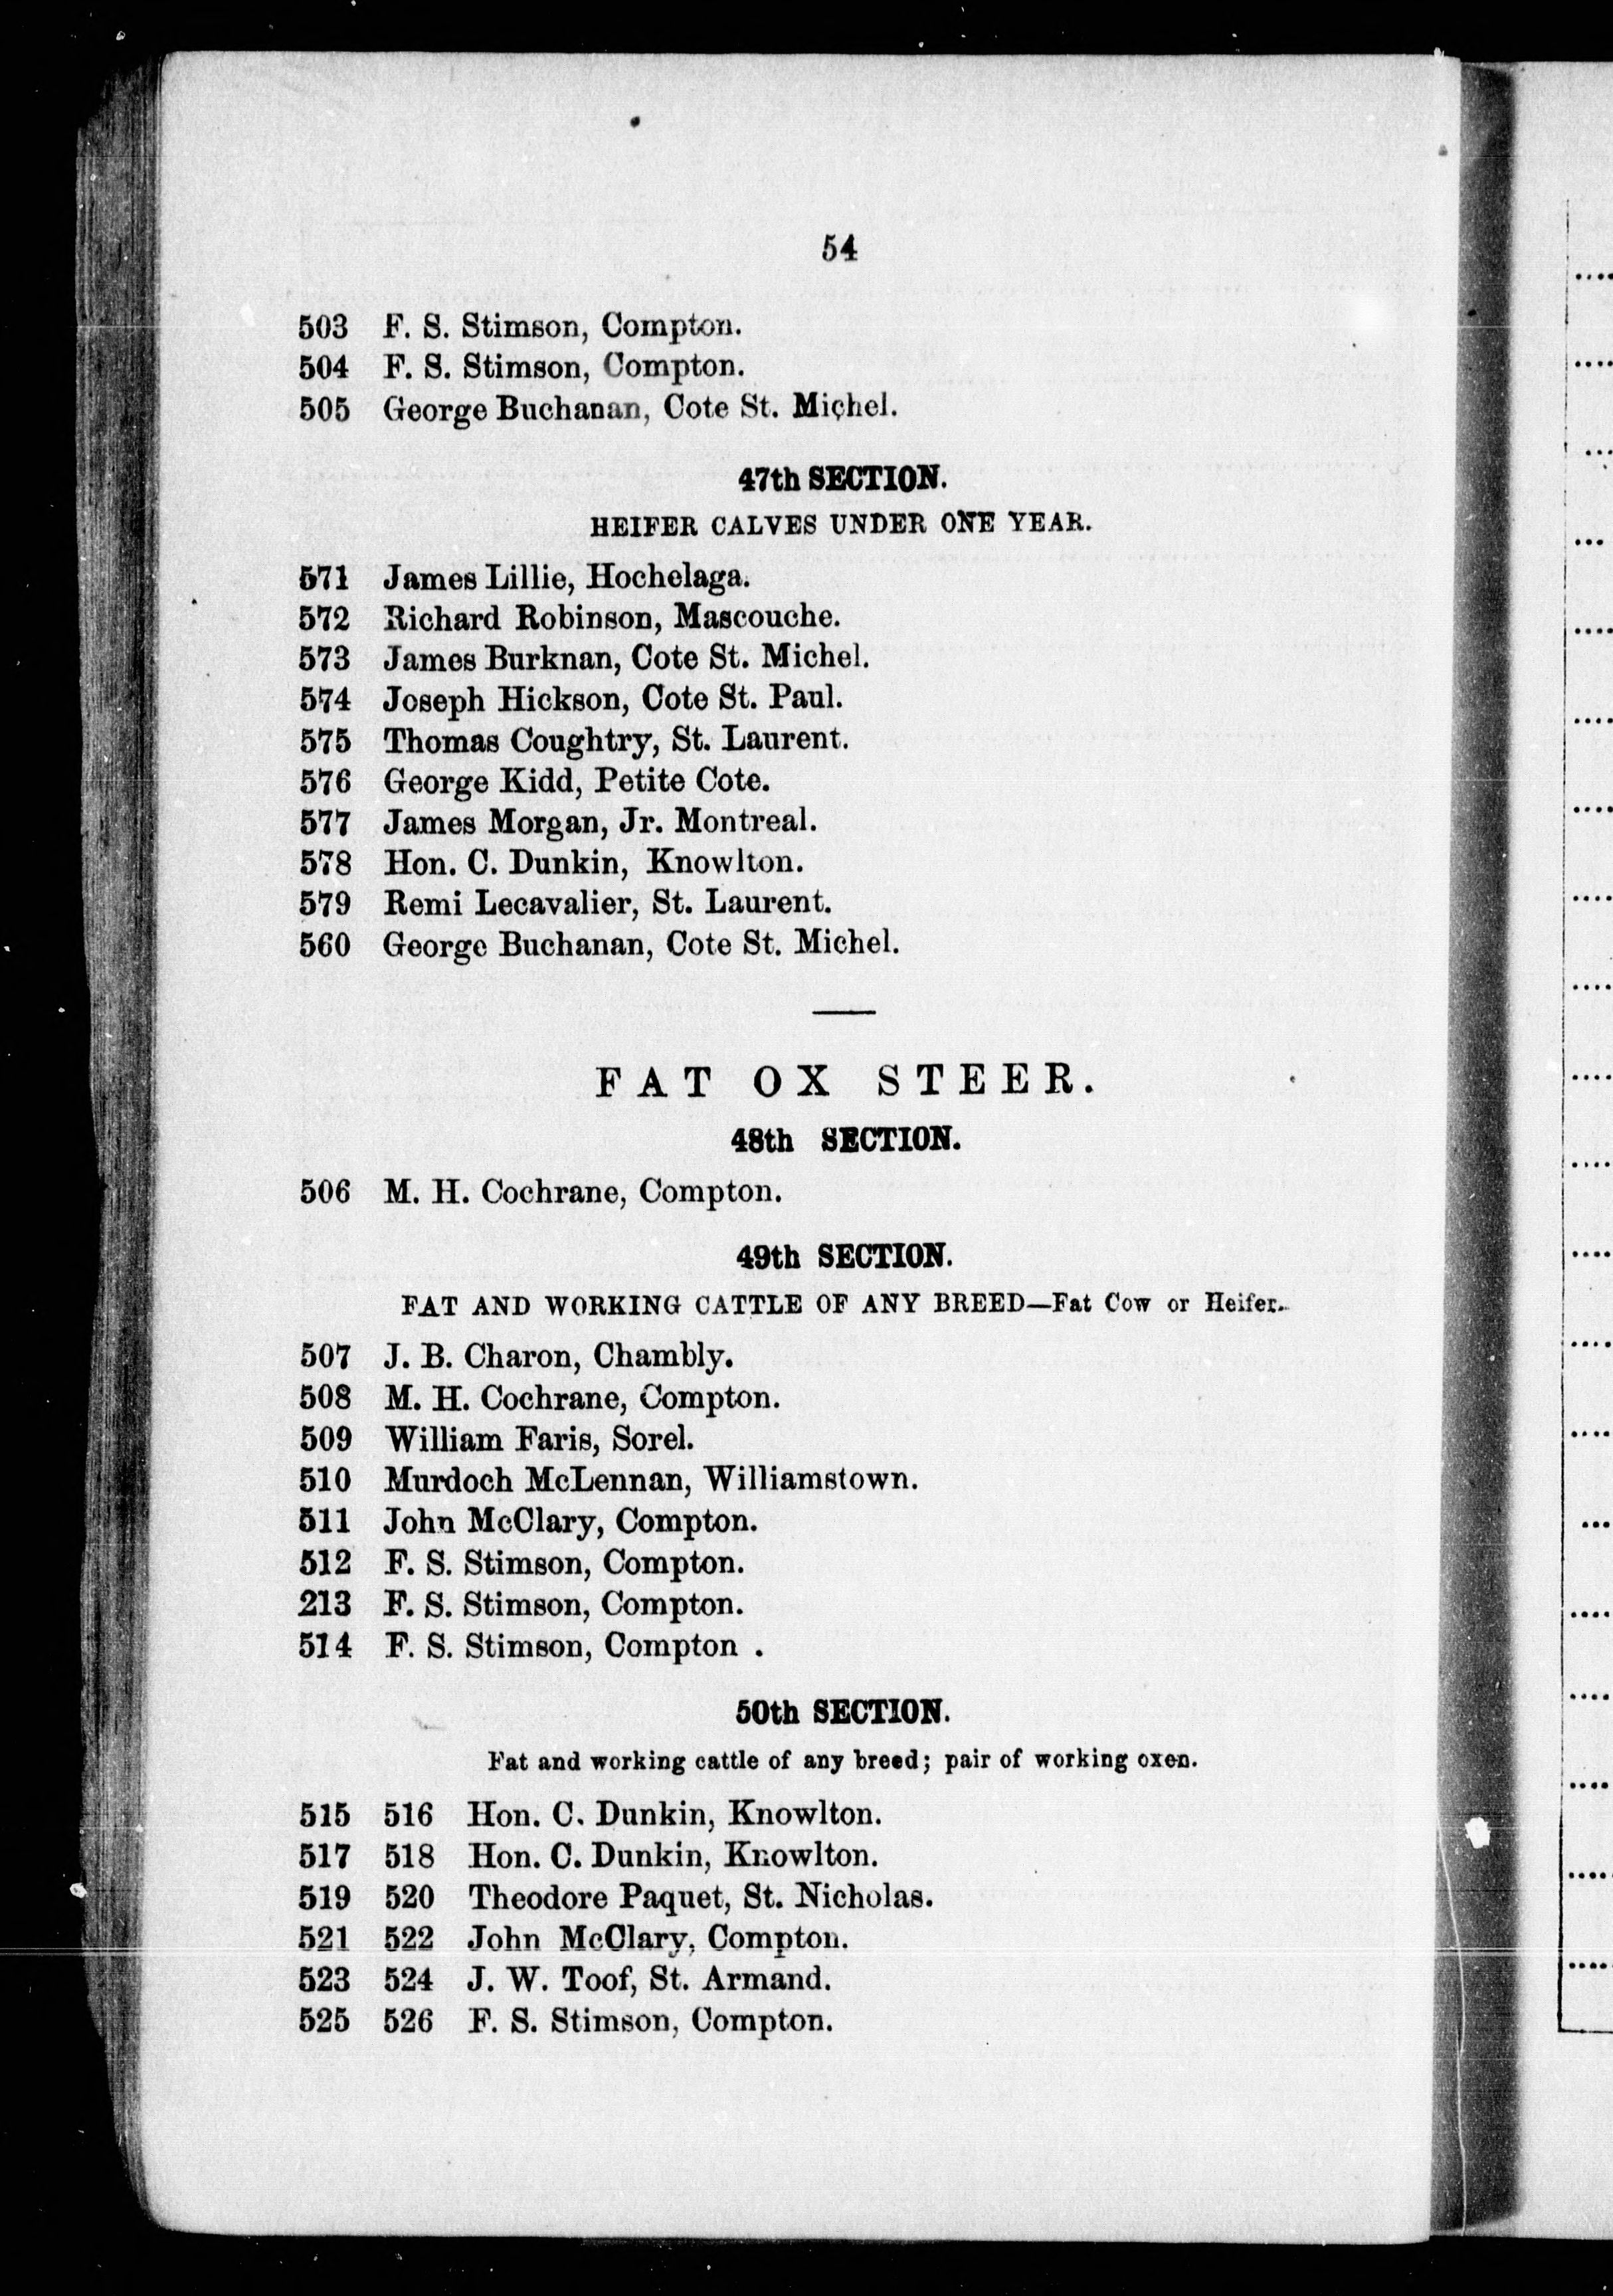 54
503 F. S. Stimson, Compton.
504 F. S. Stimson, Compton.
505 George Buchanan, Cote St. Michel.
47th SECTION.
HEIFER CALVES UNDER ONE YEAR.
571 James Lillie, Hochelaga.
572 Richard Robinson, Mascouche.
573 James Burknan, Cote St. Michel.
574 Joseph Hickson, Cote St. Paul.
575 Thomas Coughtry, St. Laurent.
576 George Kidd, Petite Cote.
577 James Morgan, Jr. Montreal.
578 Hon. C. Dunkin, Knowlton.
579 Remi Lecavalier, St. Laurent.
560 George Buchanan, Cote St. Michel.
FAT OX STEER.
48th SECTION.
506 M. H. Cochrane, Compton.
49th SECTION.
FAT AND WORKING CATTLE OF ANY BREED—Fat Cow or Heifer.
507 J. B. Charon, Chambly.
508 M. H. Cochrane, Compton.
509 William Faris, Sorel.
510 Murdoch McLennan, Williamstown.
511 John McClary, Compton.
512 F. S. Stimson, Compton.
213 F. S. Stimson, Compton.
514 F. S. Stimson, Compton .
50th SECTION.
Fat and working cattle of any breed; pair of working oxen.
515 516 Hon. C. Dunkin, Knowlton.
517 518 Hon. C. Dunkin, Knowlton.
519 520 Theodore Paquet, St. Nicholas.
521 522 John McClary, Compton.
523 524 J. W. Toof, St. Armand.
525 526 F. S. Stimson, Compton.